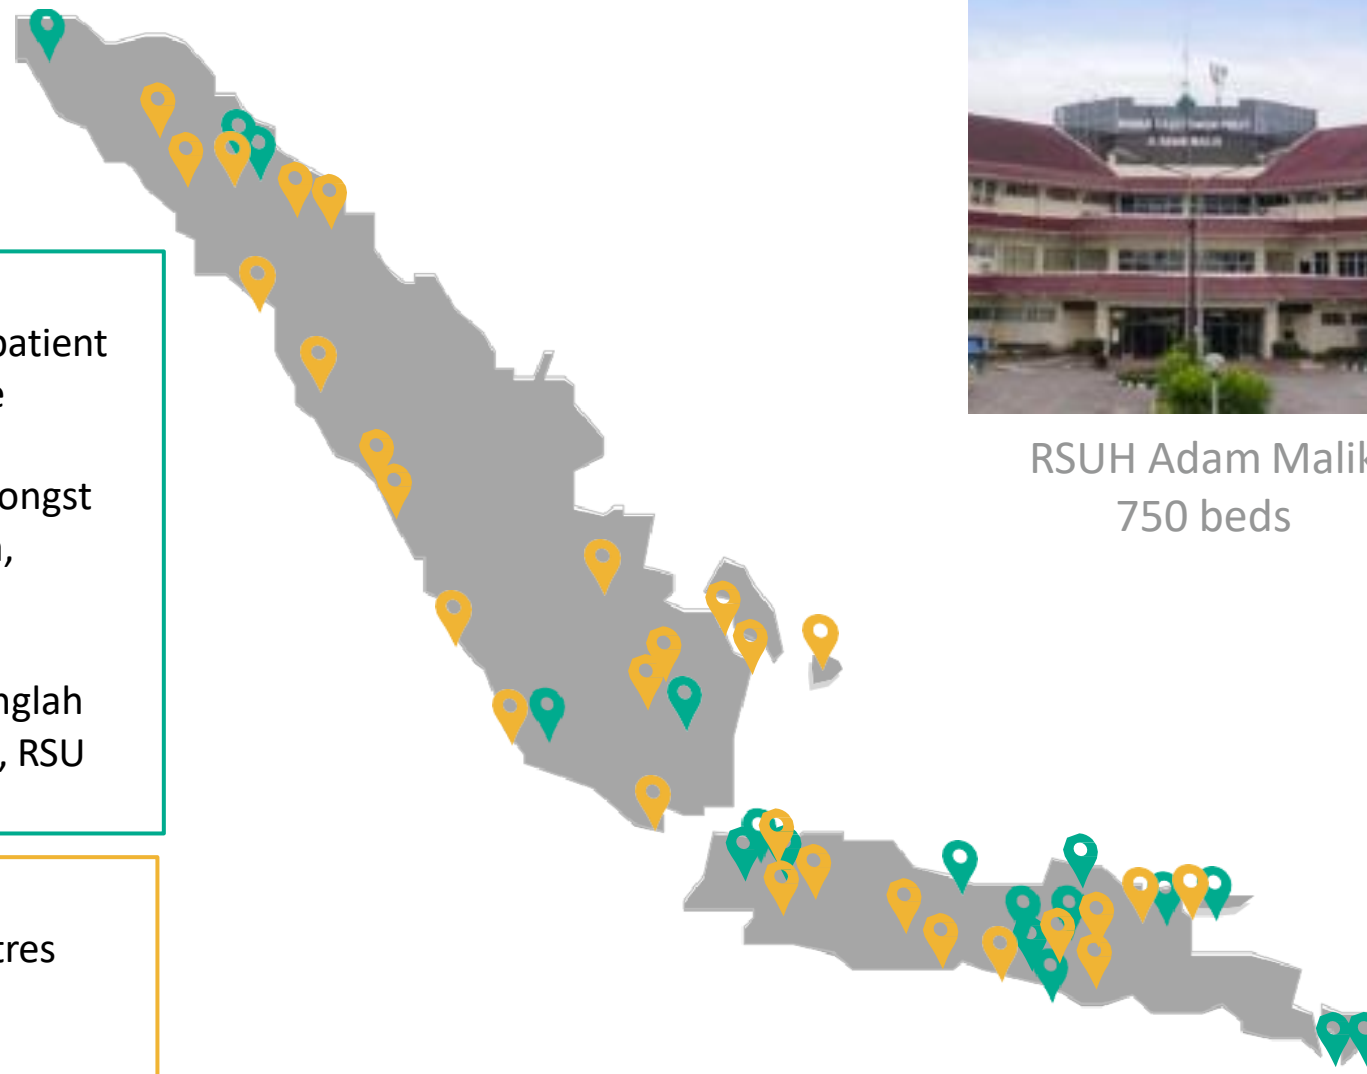 patient
e
ongst
,
nglah
, RSU
tres
RSUH Adam Malik
750 beds